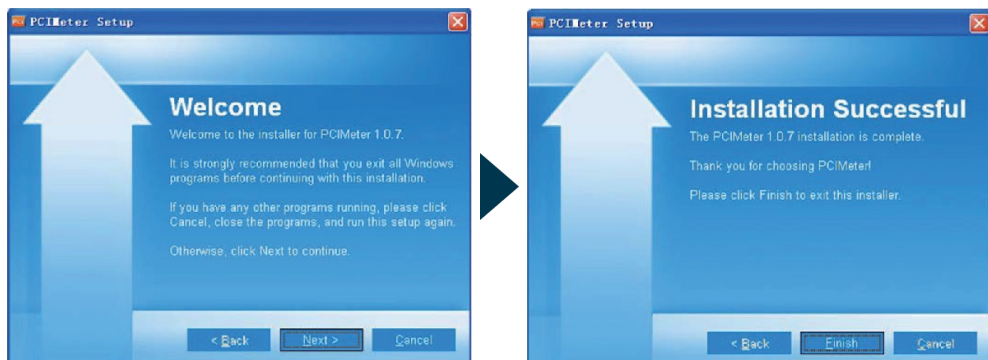 PCIMeter Setup
Welcome
Welcome to the installer for PCIMeter 1.0.7.
It is strongly recommended that you exit all Windows
programs before continuing with this installation.
If you have any other programs running, please click
Cancel, close the programs, and run this setup again.
Otherwise, click Next to continue.
< Back Next > Cancel
PCIMeter Setup
Installation Successful
The PCIMeter 1.0.7 installation is complete.
Thank you for choosing PCIMeter!
Please click Finish to exit this installer.
< Back Finish Cancel